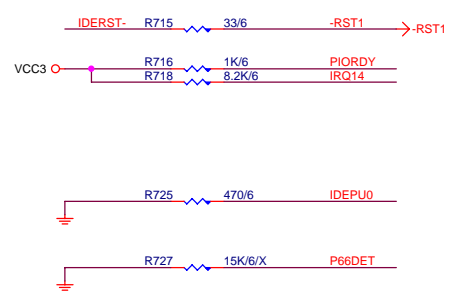 IDERST- R715 33/6 -RST1 -RST1
R716 1K/6 PIORDY
VCC3
R718 8.2K/6 IRQ14
R725 470/6 IDEPU0
R727 15K/6/X P66DET